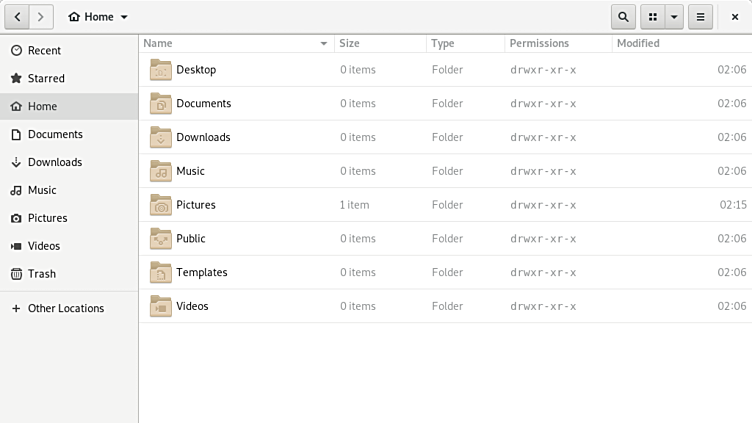 Home
Name Size Type Permissions Modified
Recent
Starred
Home
Documents
Downloads
Music
Pictures
Videos
Trash
Other Locations
Desktop 0 items Folder drwxr-xr-x 02:06
Documents 0 items Folder drwxr-xr-x 02:06
Downloads 0 items Folder drwxr-xr-x 02:06
Music 0 items Folder drwxr-xr-x 02:06
Pictures 1 item Folder drwxr-xr-x 02:15
Public 0 items Folder drwxr-xr-x 02:06
Templates 0 items Folder drwxr-xr-x 02:06
Videos 0 items Folder drwxr-xr-x 02:06